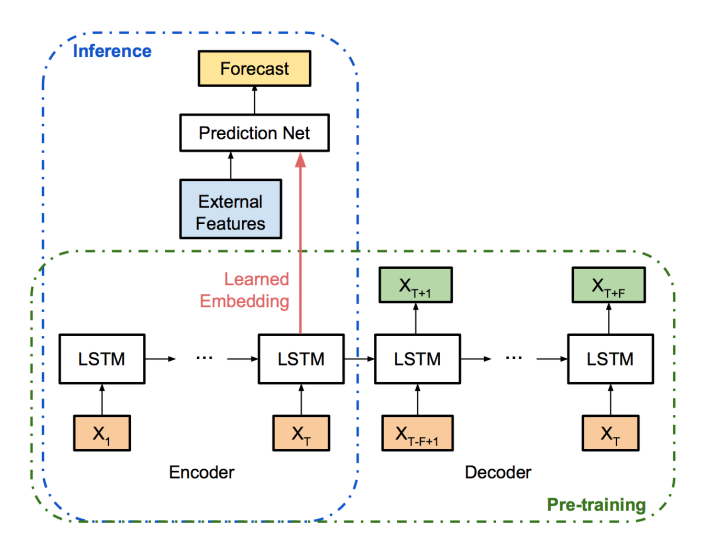 Inference
Forecast
Prediction Net
External
Features
Learned
Embedding
X_{T+1}
X_{T+F}
LSTM
...
LSTM
LSTM
...
LSTM
X_1
X_T
X_{T-F+1}
X_T
Encoder
Decoder
Pre-training